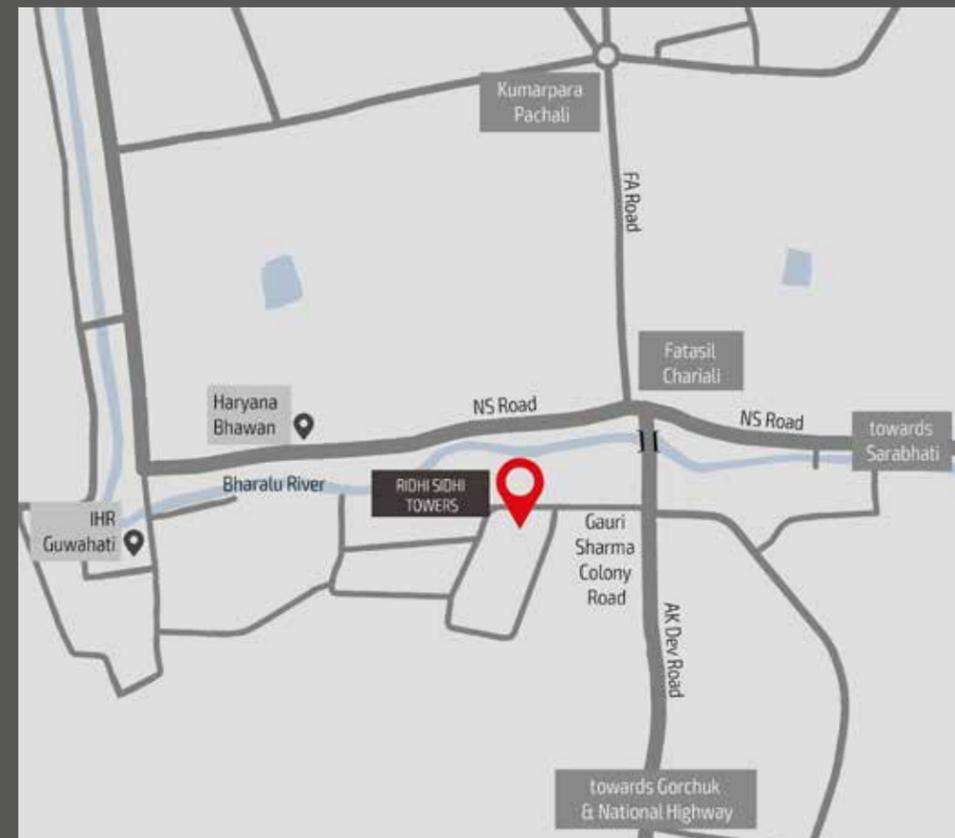 Kumarpara
Pachali
FA Road
Fatasil
Chariali
Haryana
Bhawan
NS Road
NS Road
towards
Sarabhati
Bharalu River
RIDHI SIDHI
TOWERS
IHR
Guwahati
Gauri
Sharma
Colony
Road
AK Dev Road
towards Gorchuk
& National Highway